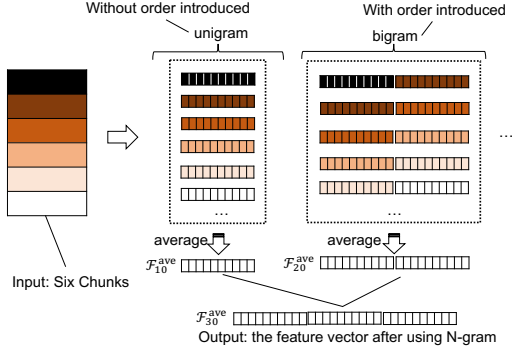 Without order introduced
With order introduced
unigram
bigram
...
...
...
average
average
Input: Six Chunks
ℱ₁₀ᵃᵛᵉ
ℱ₂₀ᵃᵛᵉ
ℱ₃₀ᵃᵛᵉ
Output: the feature vector after using N-gram